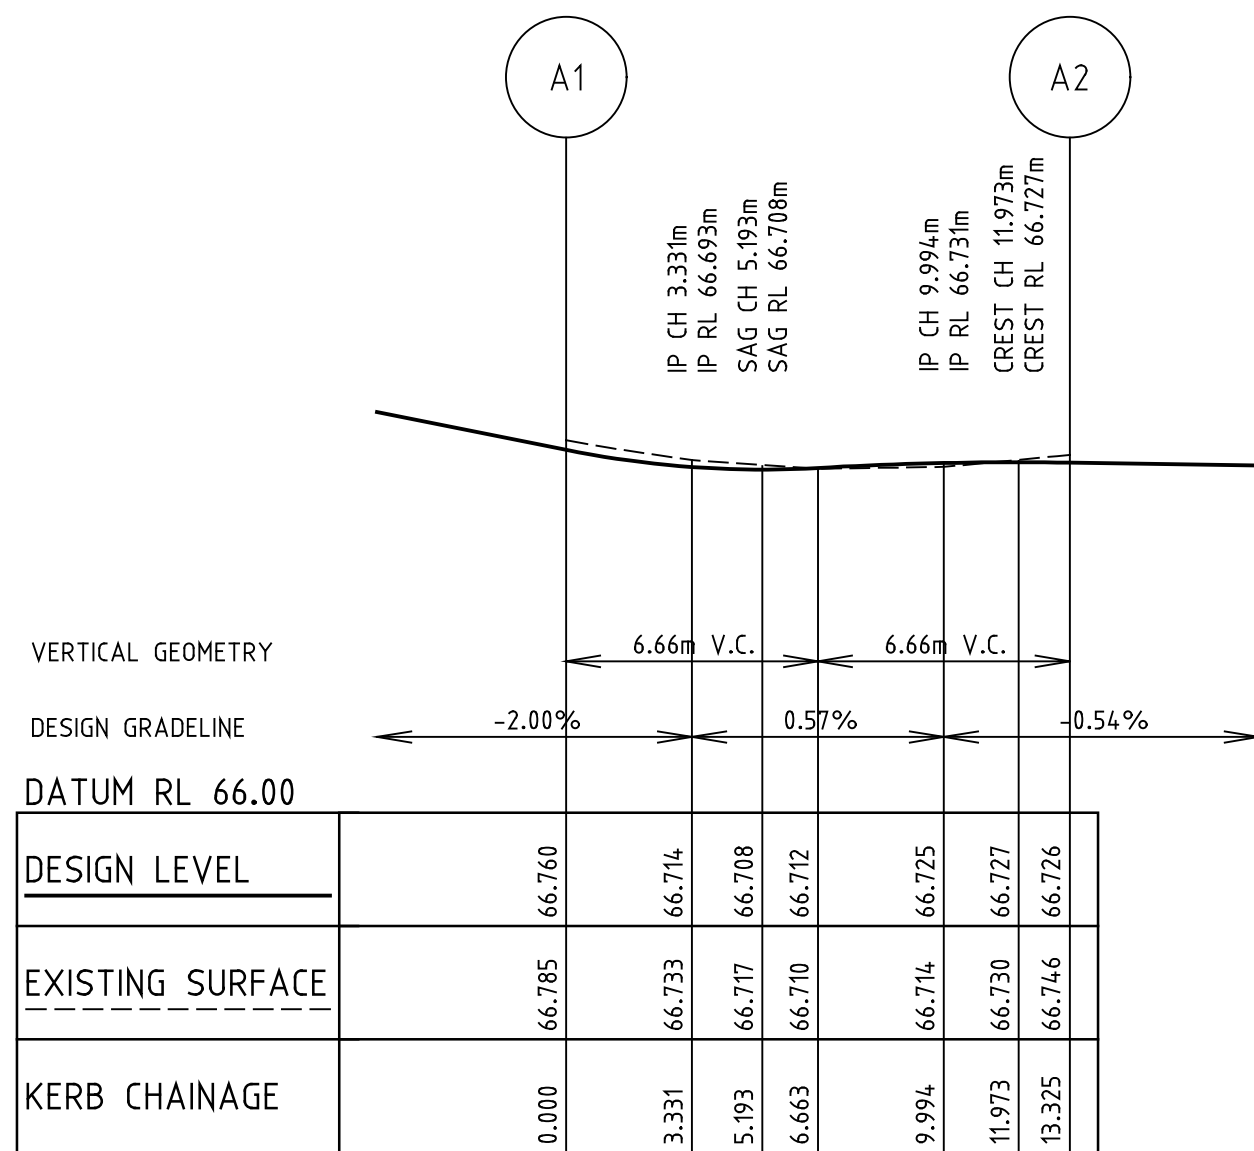 A1
A2
IP CH 3.331m
IP RL 66.693m
SAG CH 5.193m
SAG RL 66.708m
IP CH 9.994m
IP RL 66.731m
CREST CH 11.973m
CREST RL 66.727m
VERTICAL GEOMETRY
6.66m V.C.
6.66m V.C.
DESIGN GRADELINE
-2.00%
0.57%
-0.54%
DATUM RL 66.00
DESIGN LEVEL 66.760 66.714 66.708 66.712 66.725 66.727 66.726
EXISTING SURFACE 66.785 66.733 66.717 66.710 66.714 66.730 66.746
KERB CHAINAGE 0.000 3.331 5.193 6.663 9.994 11.973 13.325